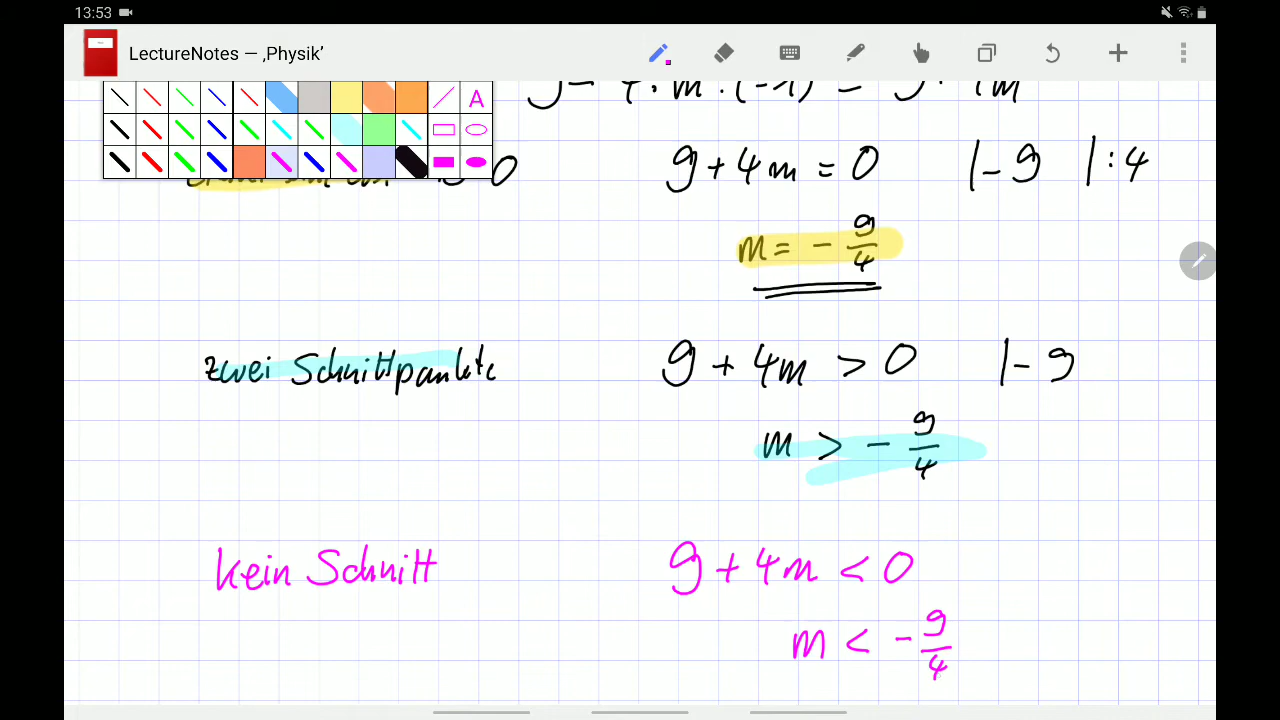 13:53
LectureNotes — ‚Physik’
A
9 + 4m = 0 |- 9 |: 4
m = - 9/4
zwei Schnittpunkte 9 + 4m > 0 |- 9
m > - 9/4
kein Schnitt 9 + 4m < 0
m < - 9/4